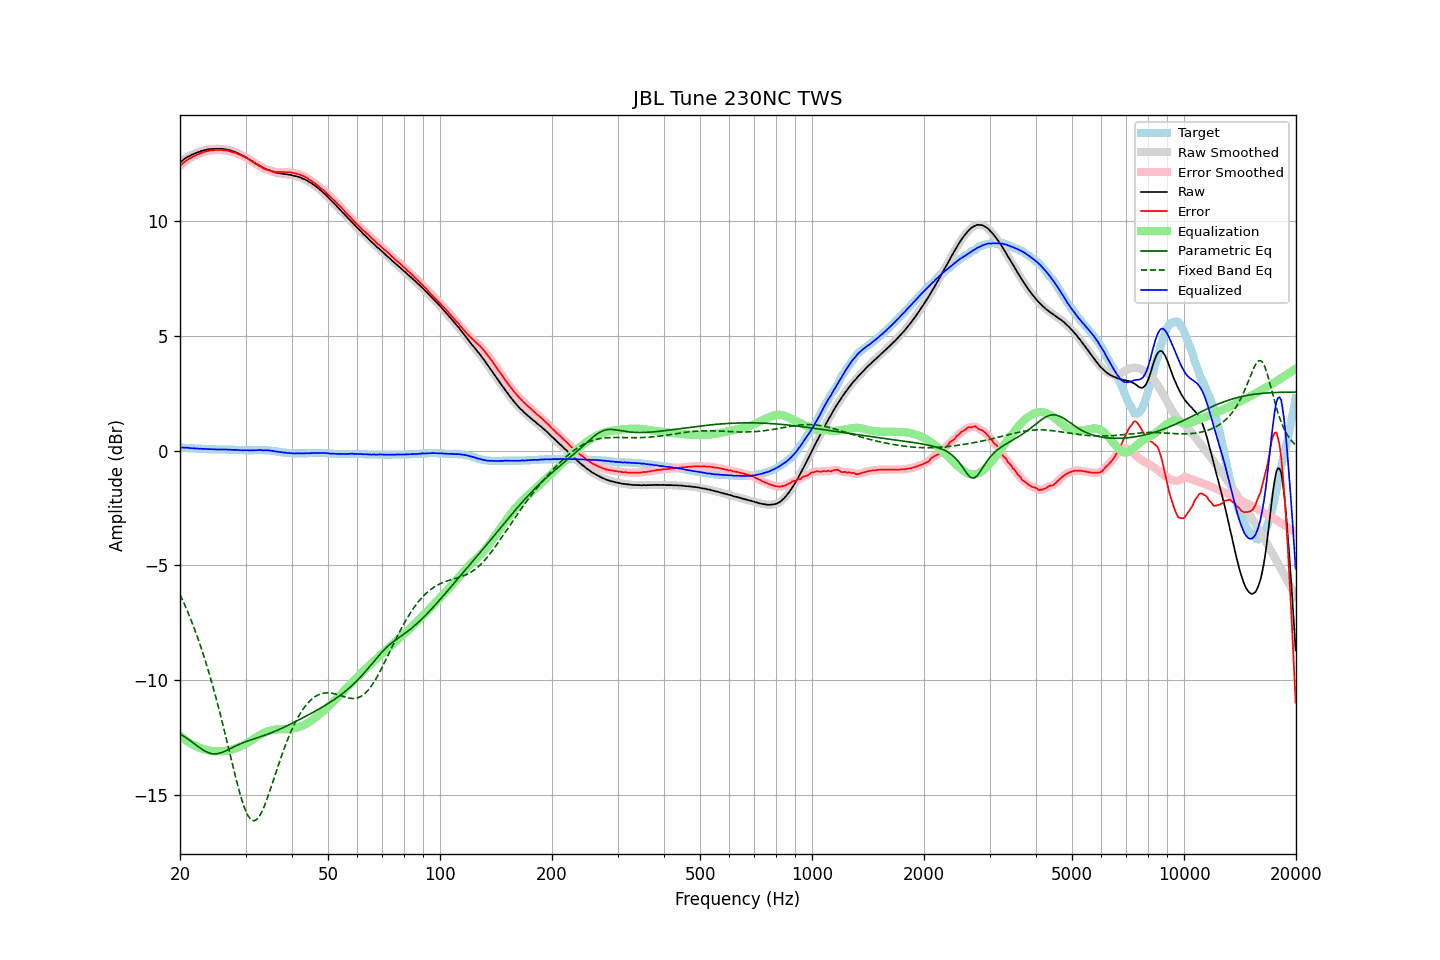 JBL Tune 230NC TWS
Target
Raw Smoothed
Error Smoothed
Raw
Error
Equalization
Parametric Eq
Fixed Band Eq
Equalized
Amplitude (dBr)
10
5
0
−5
−10
−15
20 50 100 200 500 1000 2000 5000 10000 20000
Frequency (Hz)